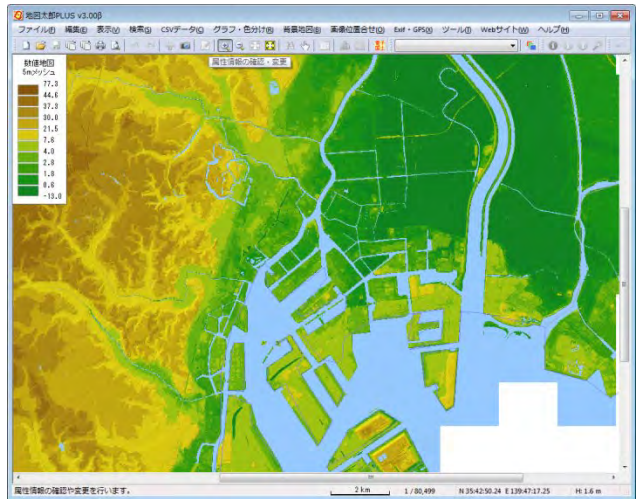 地図太郎PLUS v3.00β
ファイル(F) 編集(E) 表示(V) 検索(S) CSVデータ(C) グラフ・色分け(R) 背景地図(B) 画像位置合せ(O) Exif・GPS(X) ツール(T) Webサイト(W) ヘルプ(H)
属性情報の確認・変更
数値地図
5mメッシュ
77.3
44.6
37.3
30.0
21.5
7.6
4.0
2.8
1.8
0.6
-13.0
属性情報の確認や変更を行います。
2 km
1 / 80,499
N 35:42:50.24 E 139:47:17.25
H: 1.6 m